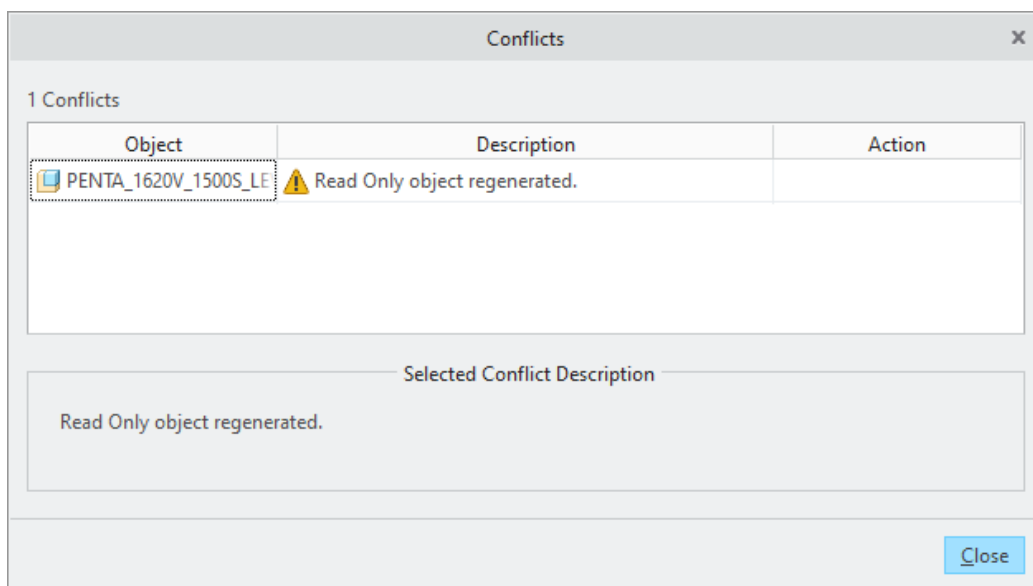 Conflicts
1 Conflicts
Object Description Action
PENTA_1620V_1500S_LE Read Only object regenerated.
Selected Conflict Description
Read Only object regenerated.
Close